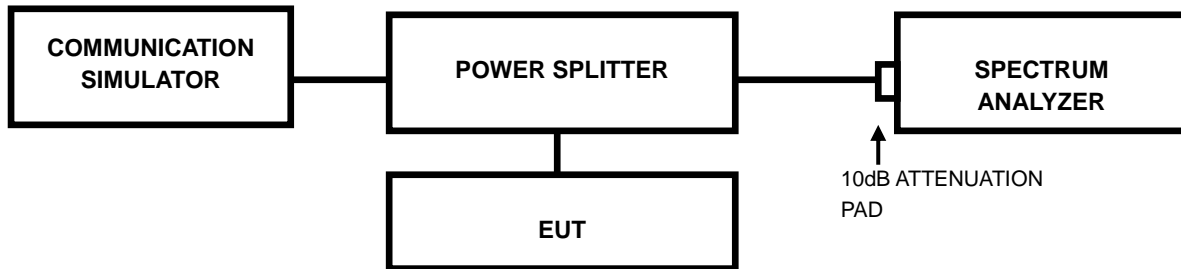 COMMUNICATION
SIMULATOR
POWER SPLITTER
SPECTRUM
ANALYZER
10dB ATTENUATION
PAD
EUT